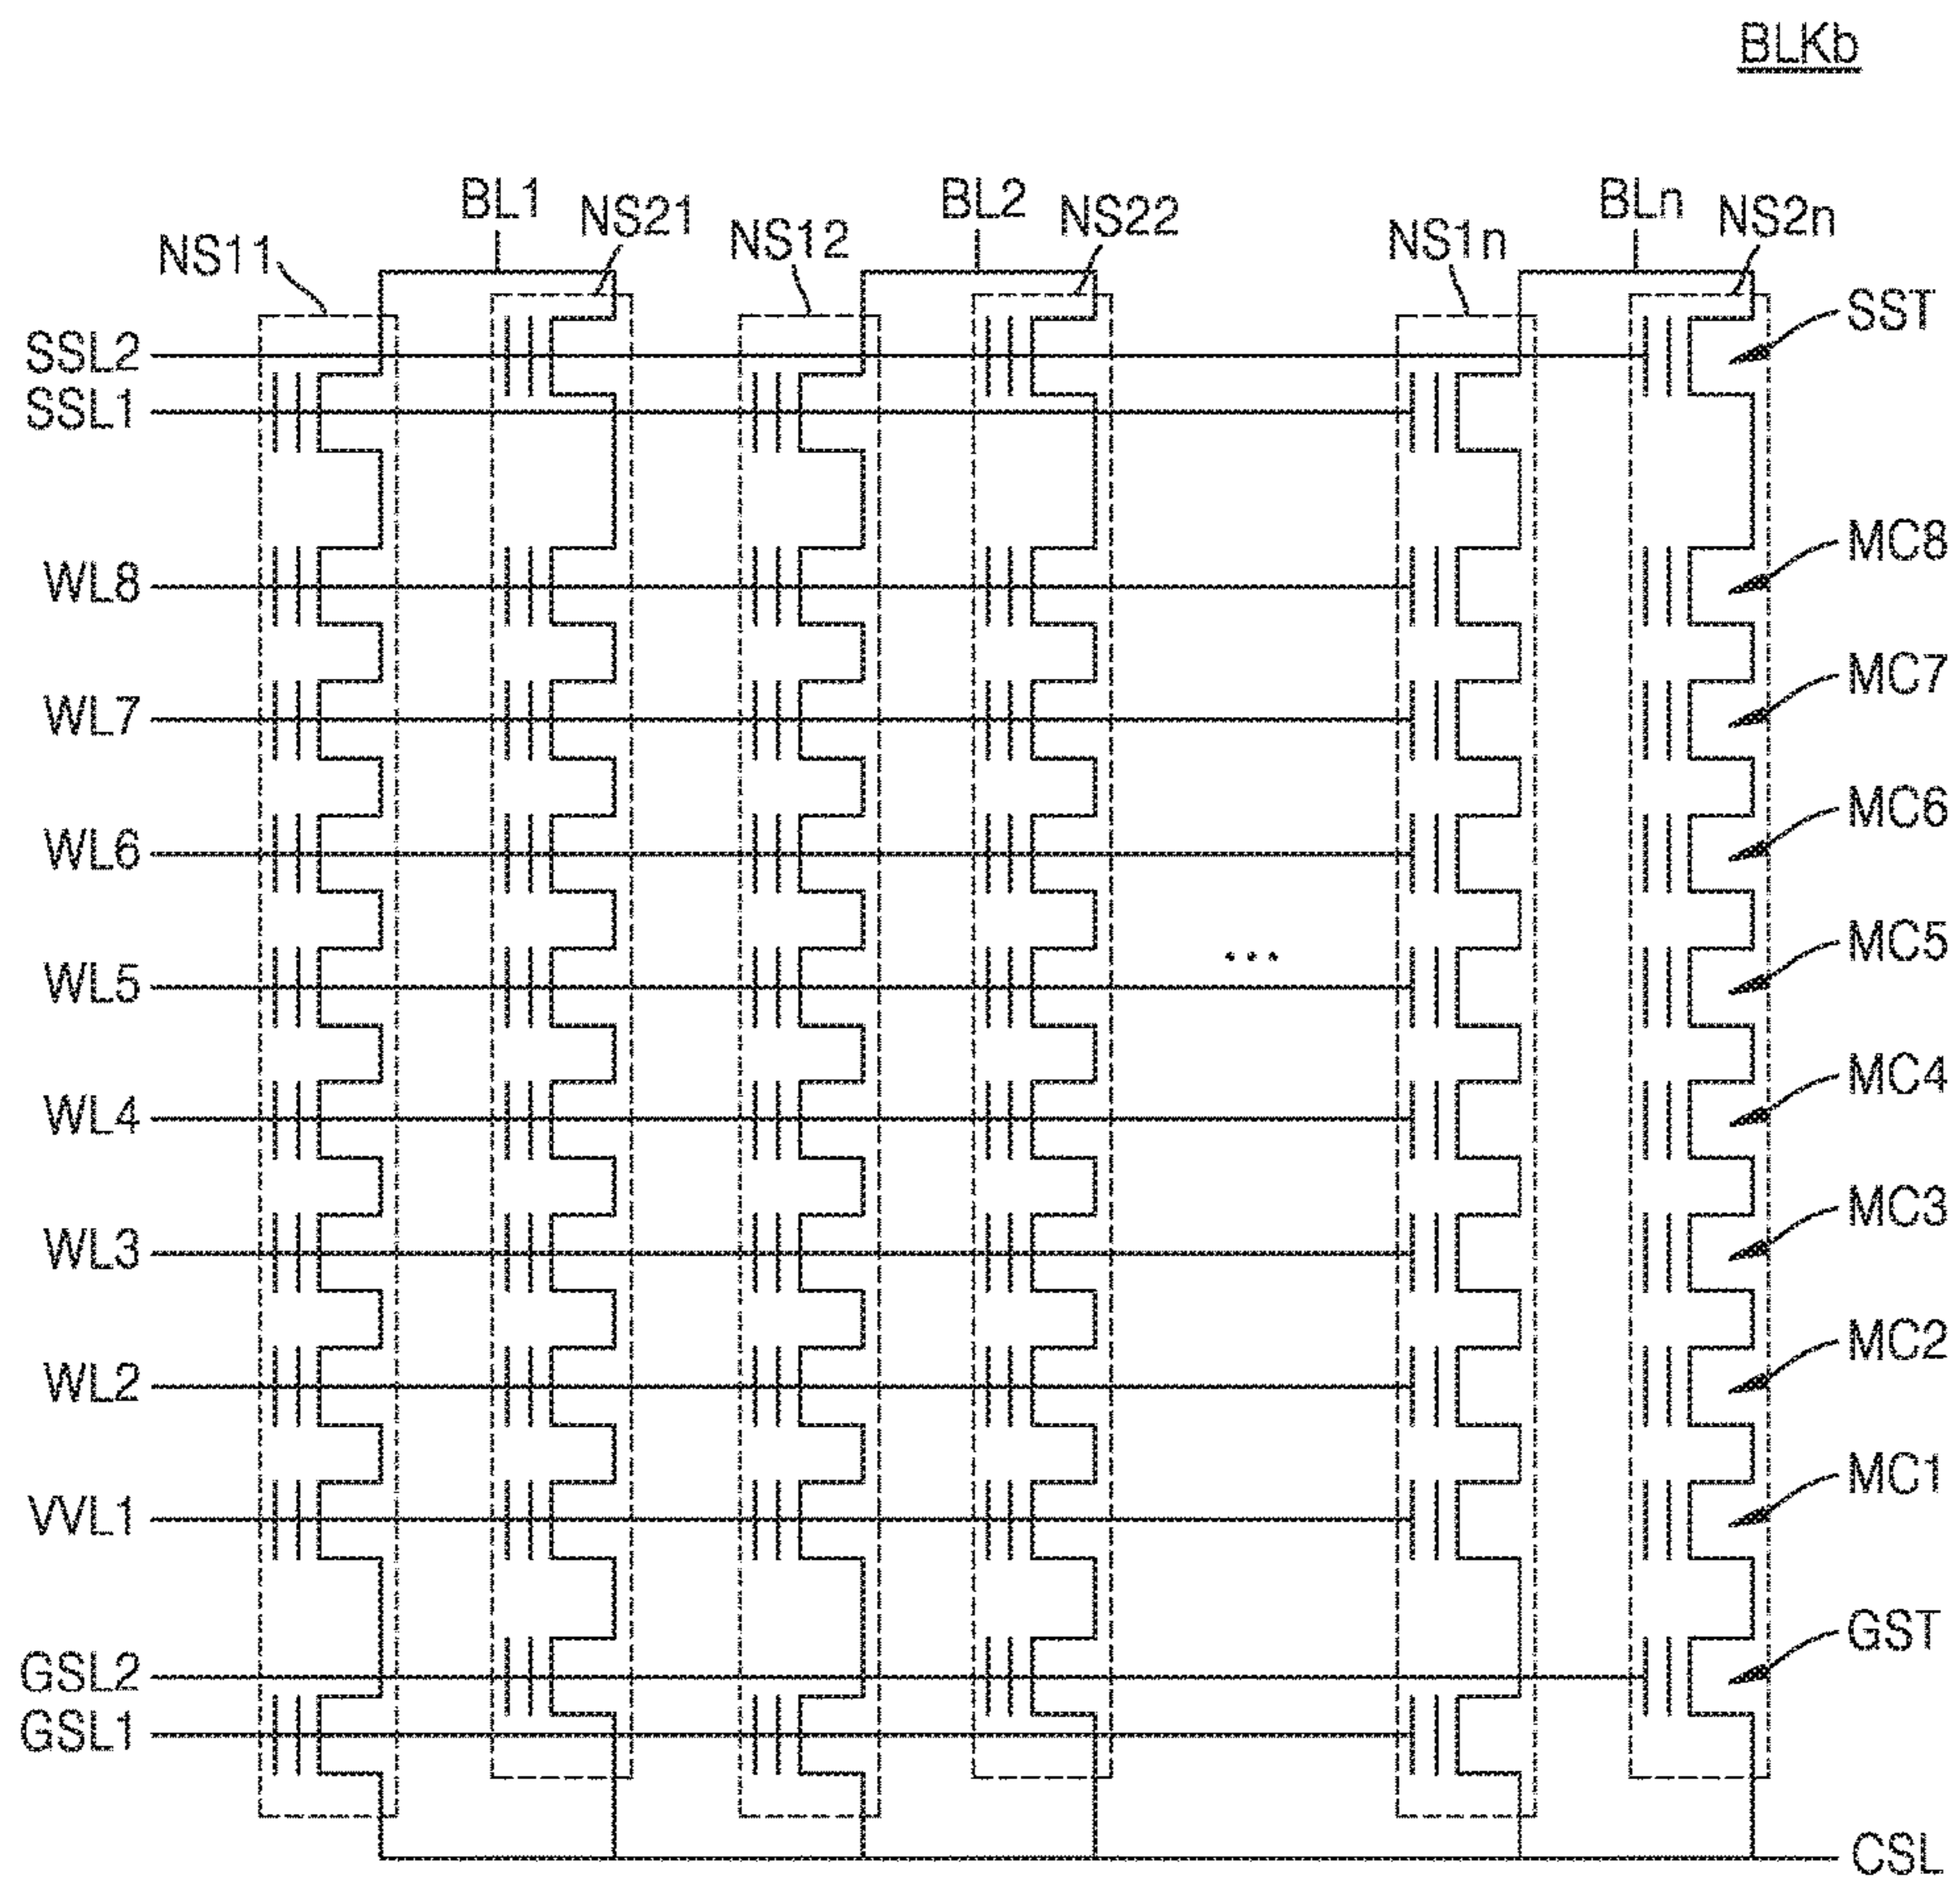 BLKb
BL1
BL2
BLn
NS11
NS21
NS12
NS22
NS1n
NS2n
SSL2
SST
SSL1
WL8
MC8
WL7
MC7
WL6
MC6
WL5
MC5
...
WL4
MC4
WL3
MC3
WL2
MC2
VVL1
MC1
GSL2
GST
GSL1
CSL